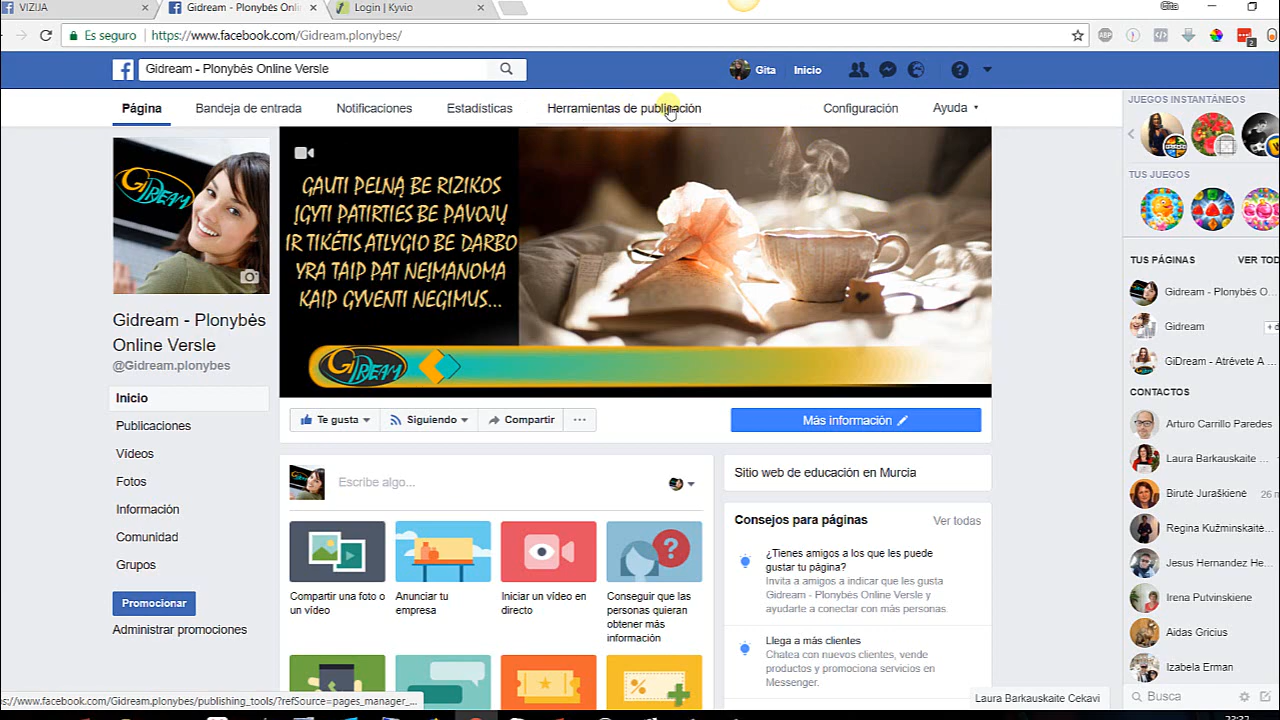 VIZIJA
Gidream - Plonybės Onli
Login | Kyvio
Gita
Es seguro
https://www.facebook.com/Gidream.plonybes/
ABP
2
Gidream - Plonybės Online Versle
Gita
Inicio
Página
Bandeja de entrada
Notificaciones
Estadísticas
Herramientas de publicación
Configuración
Ayuda
JUEGOS INSTANTÁNEOS
TUS JUEGOS
GAUTI PELNĄ BE RIZIKOS
ĮGYTI PATIRTIES BE PAVOJŲ
IR TIKĖTIS ATLYGIO BE DARBO
YRA TAIP PAT NEĮMANOMA
KAIP GYVENTI NEGIMUS...
GIDREAM
GIDREAM
Gidream - Plonybės
Online Versle
@Gidream.plonybes
Inicio
Publicaciones
Vídeos
Fotos
Información
Comunidad
Grupos
Promocionar
Administrar promociones
Te gusta
Siguiendo
Compartir
...
Más información
Escribe algo...
Compartir una foto o
un vídeo
Anunciar tu
empresa
Iniciar un vídeo en
directo
Conseguir que las
personas quieran
obtener más
información
Sitio web de educación en Murcia
Consejos para páginas
Ver todas
¿Tienes amigos a los que les puede
gustar tu página?
Invita a amigos a indicar que les gusta
Gidream - Plonybės Online Versle y
ayudarte a conectar con más personas.
Llega a más clientes
Chatea con nuevos clientes, vende
productos y promociona servicios en
Messenger.
TUS PÁGINAS
VER TOD
Gidream - Plonybės O...
Gidream
GiDream - Atrévete A ...
CONTACTOS
Arturo Carrillo Paredes
Laura Barkauskaite ...
Birutė Juraškienė
26 m
Regina Kužminskaite...
Jesus Hernandez He...
Irena Putvinskiene
Aidas Gricius
Izabela Erman
Busca
Laura Barkauskaite Cekavi
s://www.facebook.com/Gidream.plonybes/publishing_tools/?refSource=pages_manager_...